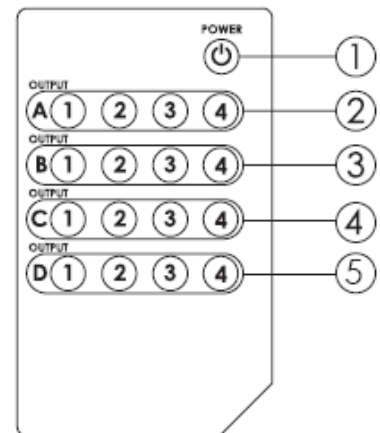 POWER
1
OUTPUT
A 1 2 3 4 2
OUTPUT
B 1 2 3 4 3
OUTPUT
C 1 2 3 4 4
OUTPUT
D 1 2 3 4 5